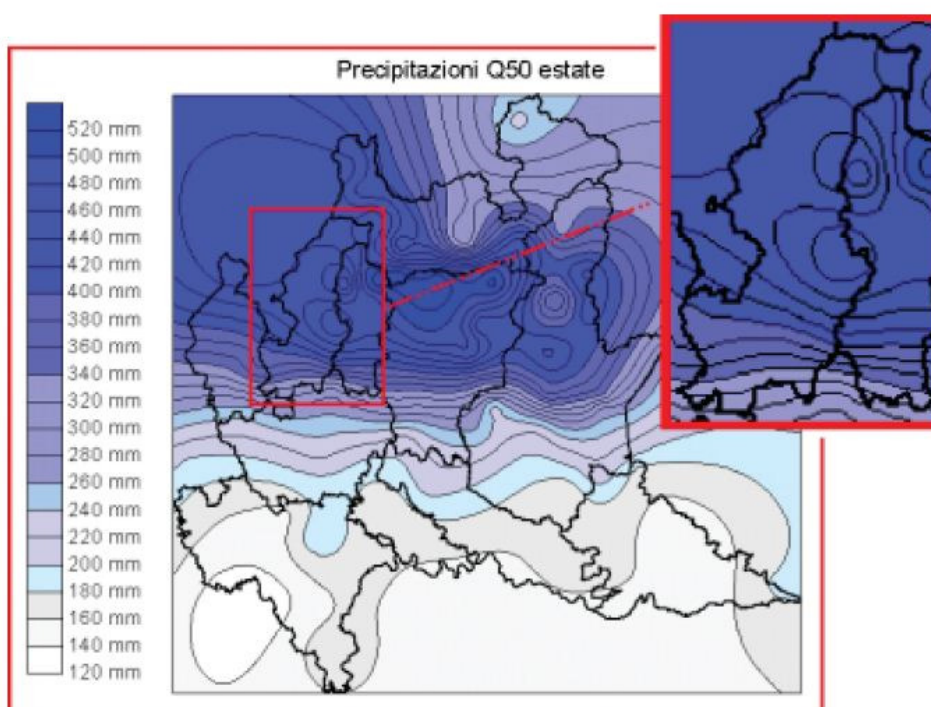 Precipitazioni Q50 estate
520 mm
500 mm
480 mm
460 mm
440 mm
420 mm
400 mm
380 mm
360 mm
340 mm
320 mm
300 mm
280 mm
260 mm
240 mm
220 mm
200 mm
180 mm
160 mm
140 mm
120 mm